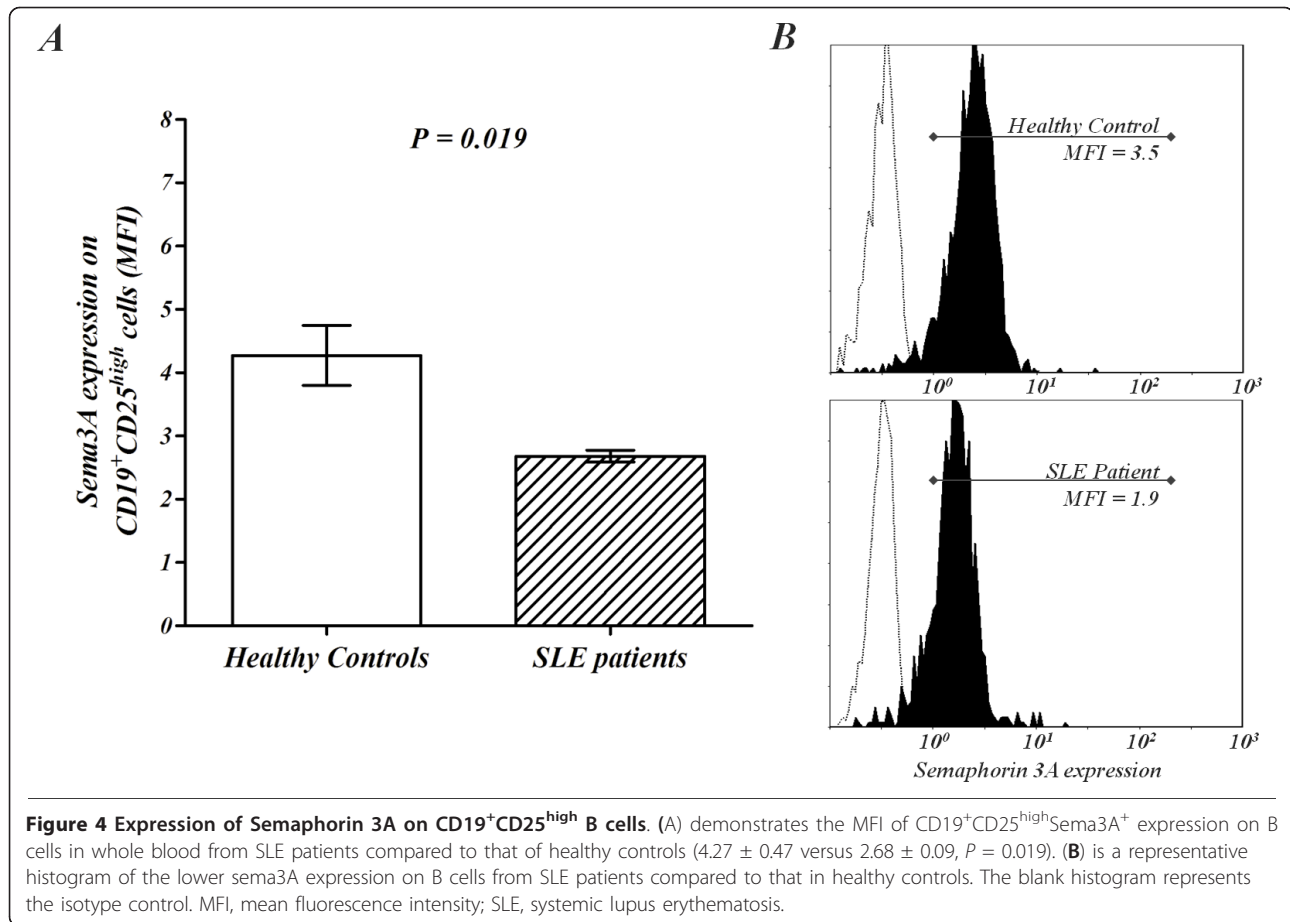 A
B
8
7
6
5
4
3
2
1
0
P = 0.019
Sema3A expression on
CD19+CD25high cells (MFI)
Healthy Controls
SLE patients
Healthy Control
MFI = 3.5
10⁰ 10¹ 10² 10³
SLE Patient
MFI = 1.9
10⁰ 10¹ 10² 10³
Semaphorin 3A expression
Figure 4 Expression of Semaphorin 3A on CD19+CD25high B cells. (A) demonstrates the MFI of CD19+CD25highSema3A+ expression on B
cells in whole blood from SLE patients compared to that of healthy controls (4.27 ± 0.47 versus 2.68 ± 0.09, P = 0.019). (B) is a representative
histogram of the lower sema3A expression on B cells from SLE patients compared to that in healthy controls. The blank histogram represents
the isotype control. MFI, mean fluorescence intensity; SLE, systemic lupus erythematosis.